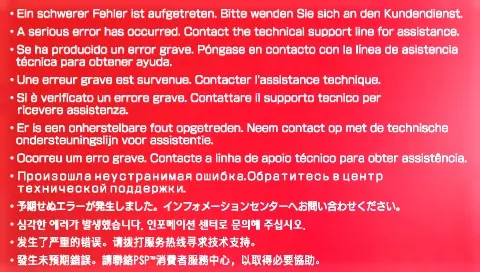 • Ein schwerer Fehler ist aufgetreten. Bitte wenden Sie sich an den Kundendienst.
• A serious error has occurred. Contact the technical support line for assistance.
• Se ha producido un error grave. Póngase en contacto con la línea de asistencia
técnica para obtener ayuda.
• Une erreur grave est survenue. Contacter l'assistance technique.
• Si è verificato un errore grave. Contattare il supporto tecnico per
ricevere assistenza.
• Er is een onherstelbare fout opgetreden. Neem contact op met de technische
ondersteuningslijn voor assistentie.
• Ocorreu um erro grave. Contacte a linha de apoio técnico para obter assistência.
• Произошла неустранимая ошибка.Обратитесь в центр
технической поддержки.
• 予期せぬエラーが発生しました。インフォメーションセンターへお問い合わせください。
• 심각한 에러가 발생했습니다. 인포메이션 센터로 문의해 주십시오.
• 发生了严重的错误。请拨打服务热线寻求技术支持。
• 發生未預期錯誤。請聯絡PSP™消費者服務中心，以取得必要協助。